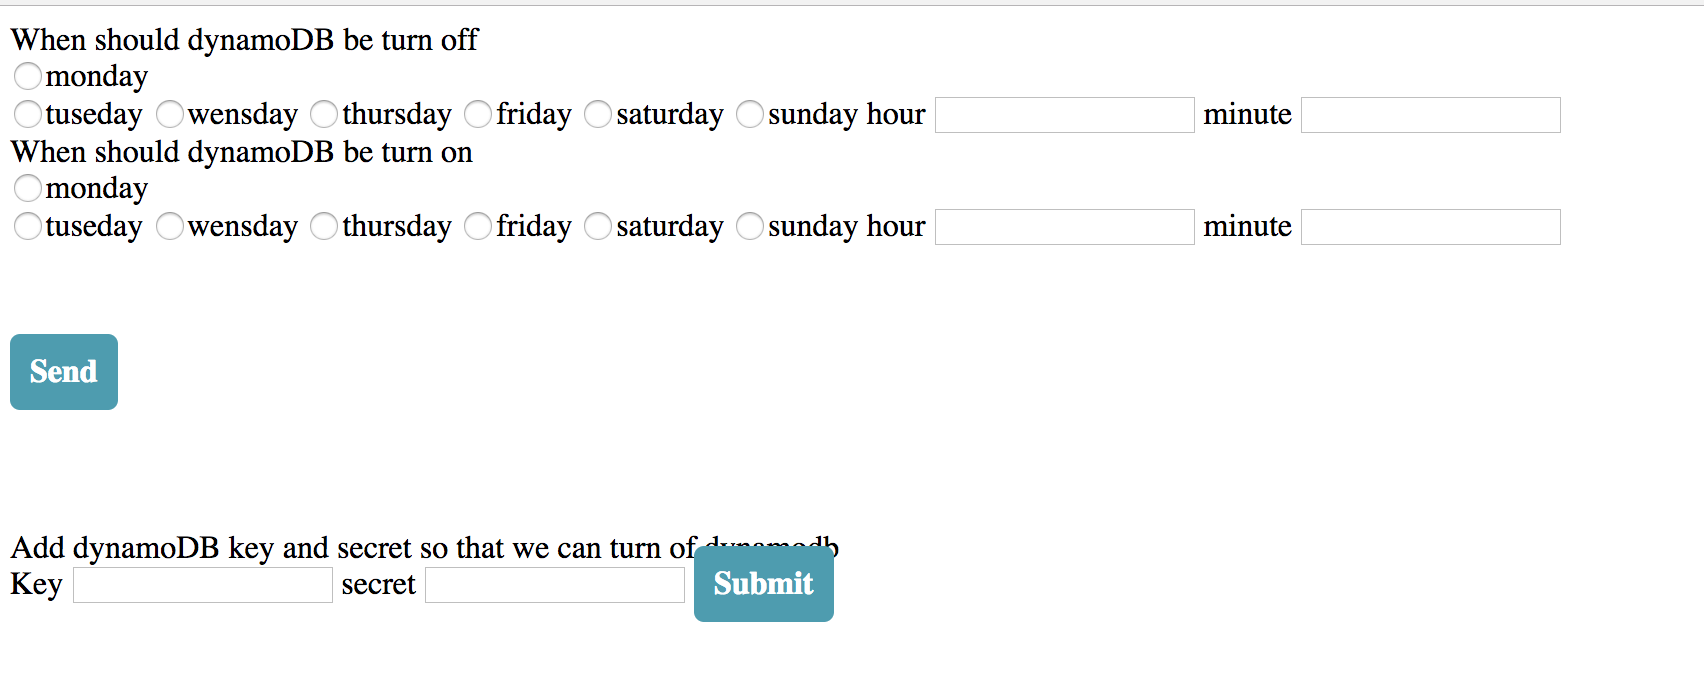 When should dynamoDB be turn off
monday
tuseday wensday thursday friday saturday sunday hour minute
When should dynamoDB be turn on
monday
tuseday wensday thursday friday saturday sunday hour minute
Send
Add dynamoDB key and secret so that we can turn of dynamodb
Key secret Submit